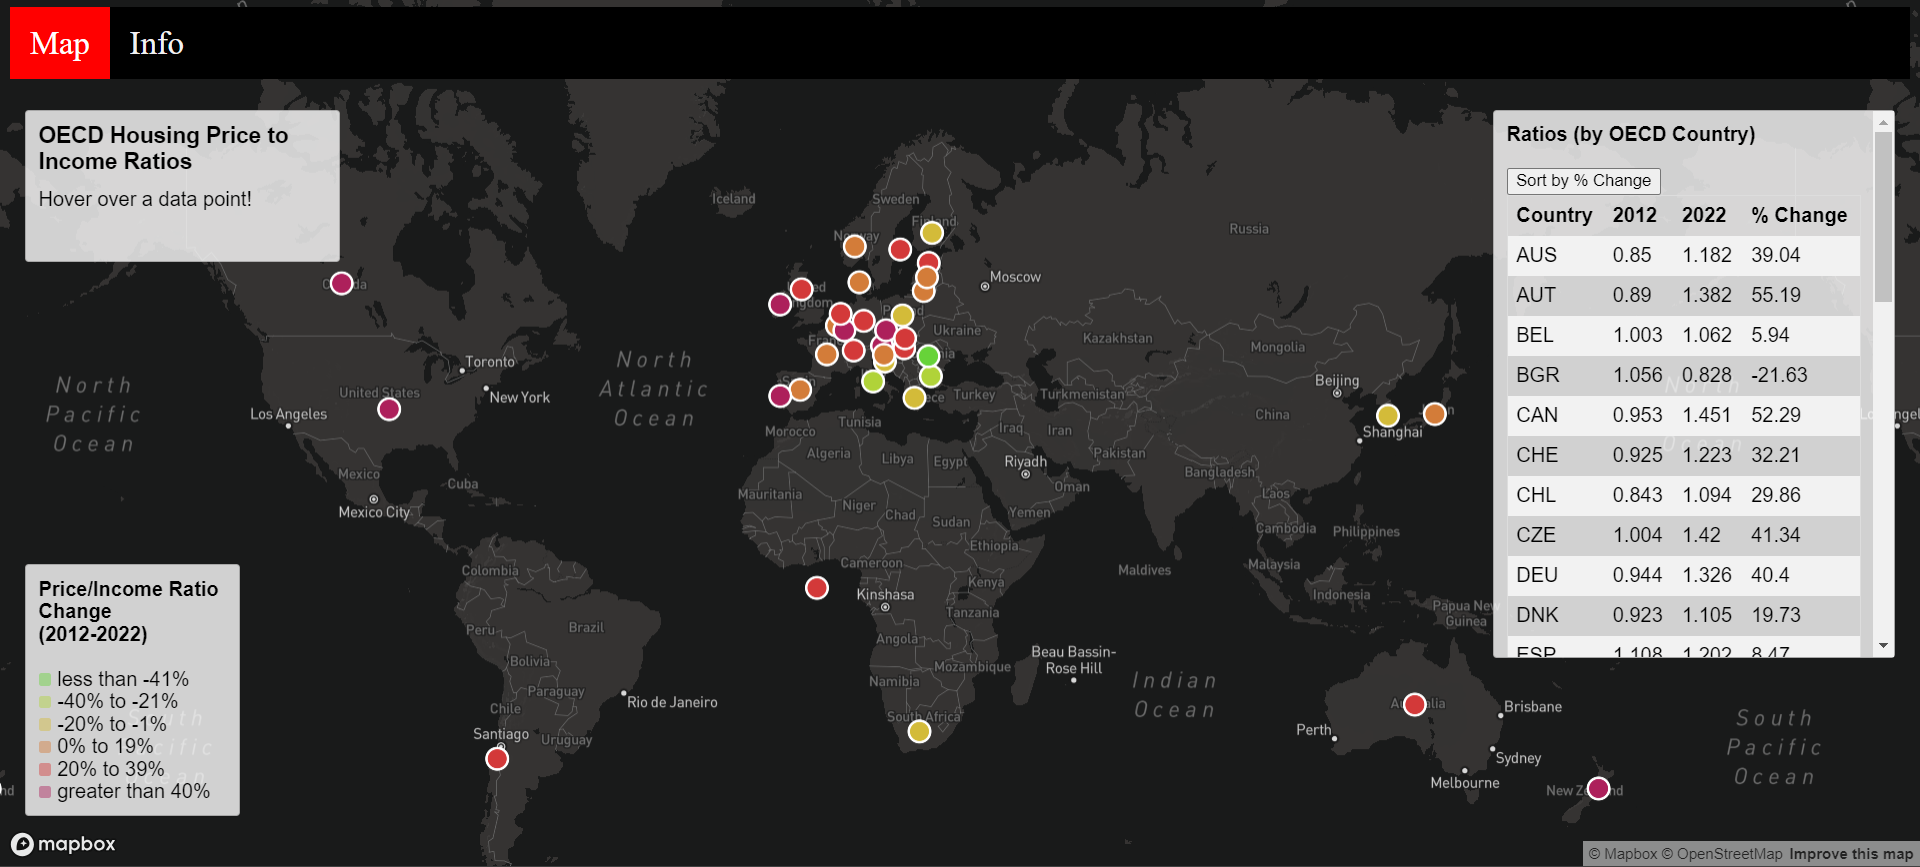 Map Info
OECD Housing Price to
Income Ratios
Hover over a data point!
Ratios (by OECD Country)
Sort by % Change
Country 2012 2022 % Change
AUS 0.85 1.182 39.04
AUT 0.89 1.382 55.19
BEL 1.003 1.062 5.94
BGR 1.056 0.828 -21.63
CAN 0.953 1.451 52.29
CHE 0.925 1.223 32.21
CHL 0.843 1.094 29.86
CZE 1.004 1.42 41.34
DEU 0.944 1.326 40.4
DNK 0.923 1.105 19.73
ESP 1.108 1.202 8.47
Price/Income Ratio
Change
(2012-2022)
less than -41%
-40% to -21%
-20% to -1%
0% to 19%
20% to 39%
greater than 40%
Iceland
Sweden
Russia
Moscow
Ukraine
Kazakhstan
Mongolia
Toronto
New York
United States
Los Angeles
North
Pacific
Ocean
North
Atlantic
Ocean
Turkey
Turkmenistan
Beijing
China
Shanghai
Tunisia
Morocco
Algeria
Libya
Egypt
Iraq
Iran
Pakistan
Riyadh
Oman
Bangladesh
Mexico
Mexico City
Cuba
Mauritania
Niger
Chad
Sudan
Yemen
Laos
Cambodia
Philippines
Ethiopia
Cameroon
Kenya
Maldives
Malaysia
Indonesia
Papua New
Guinea
Colombia
Kinshasa
Tanzania
Peru
Brazil
Angola
Beau Bassin-
Rose Hill
Bolivia
Mozambique
Namibia
Indian
Ocean
Paraguay
Rio de Janeiro
Chile
South Africa
Santiago
Uruguay
Perth
Brisbane
Sydney
Melbourne
South
Pacific
Ocean
South
Pacific
Ocean
mapbox
© Mapbox © OpenStreetMap Improve this map